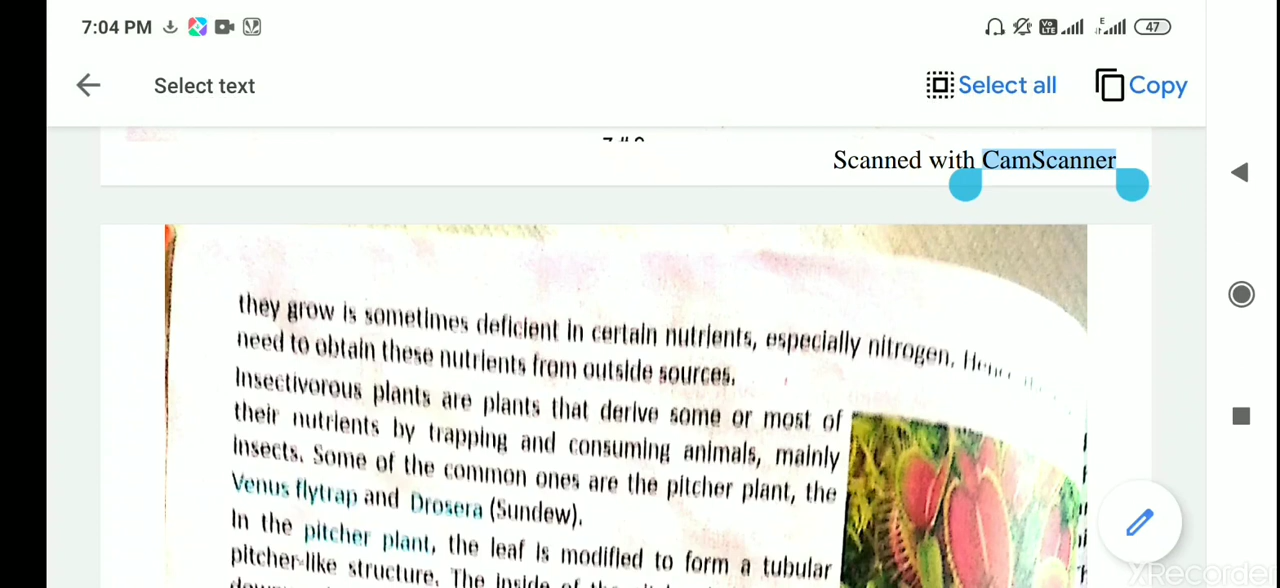 7:04 PM Vo LTE E 47
Select text Select all Copy
Scanned with CamScanner
they grow is sometimes deficient in certain nutrients, especially nitrogen. Hence
need to obtain these nutrients from outside sources.
Insectivorous plants are plants that derive some or most of
their nutrients by trapping and consuming animals, mainly
insects. Some of the common ones are the pitcher plant, the
Venus flytrap and Drosera (Sundew).
In the pitcher plant, the leaf is modified to form a tubular
pitcher-like structure. The inside of the
XRecorder